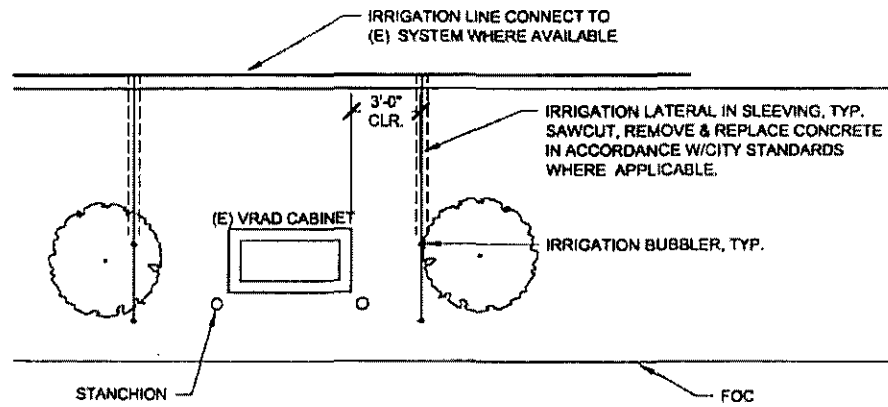 IRRIGATION LINE CONNECT TO
(E) SYSTEM WHERE AVAILABLE
3'-0"
CLR.
IRRIGATION LATERAL IN SLEEVING, TYP.
SAWCUT, REMOVE & REPLACE CONCRETE
IN ACCORDANCE W/CITY STANDARDS
WHERE APPLICABLE.
(E) VRAD CABINET
IRRIGATION BUBBLER, TYP.
STANCHION
FOC